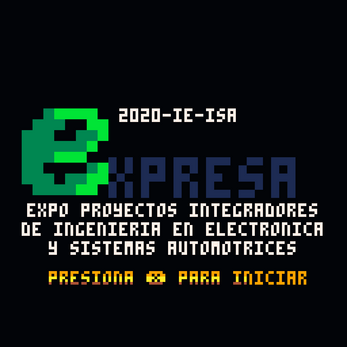 2020-IE-ISA
eXPRESA
EXPO PROYECTOS INTEGRADORES
DE INGENIERIA EN ELECTRONICA
Y SISTEMAS AUTOMOTRICES
PRESIONA ❎ PARA INICIAR